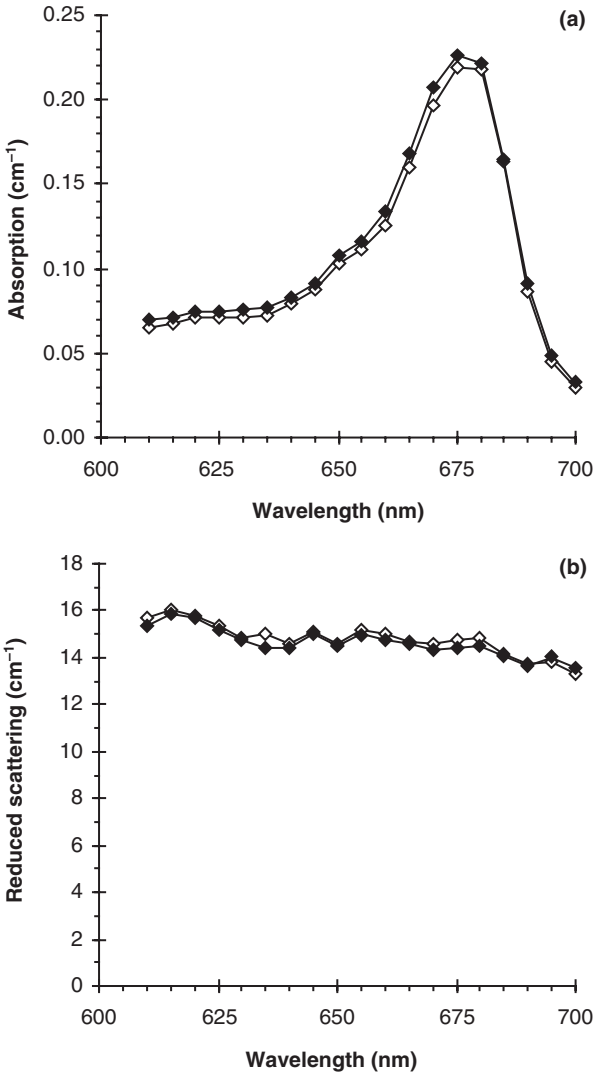 (a)
Absorption (cm⁻¹)
0.25
0.20
0.15
0.10
0.05
0.00
600 625 650 675 700
Wavelength (nm)
(b)
Reduced scattering (cm⁻¹)
18
16
14
12
10
8
6
4
2
0
600 625 650 675 700
Wavelength (nm)